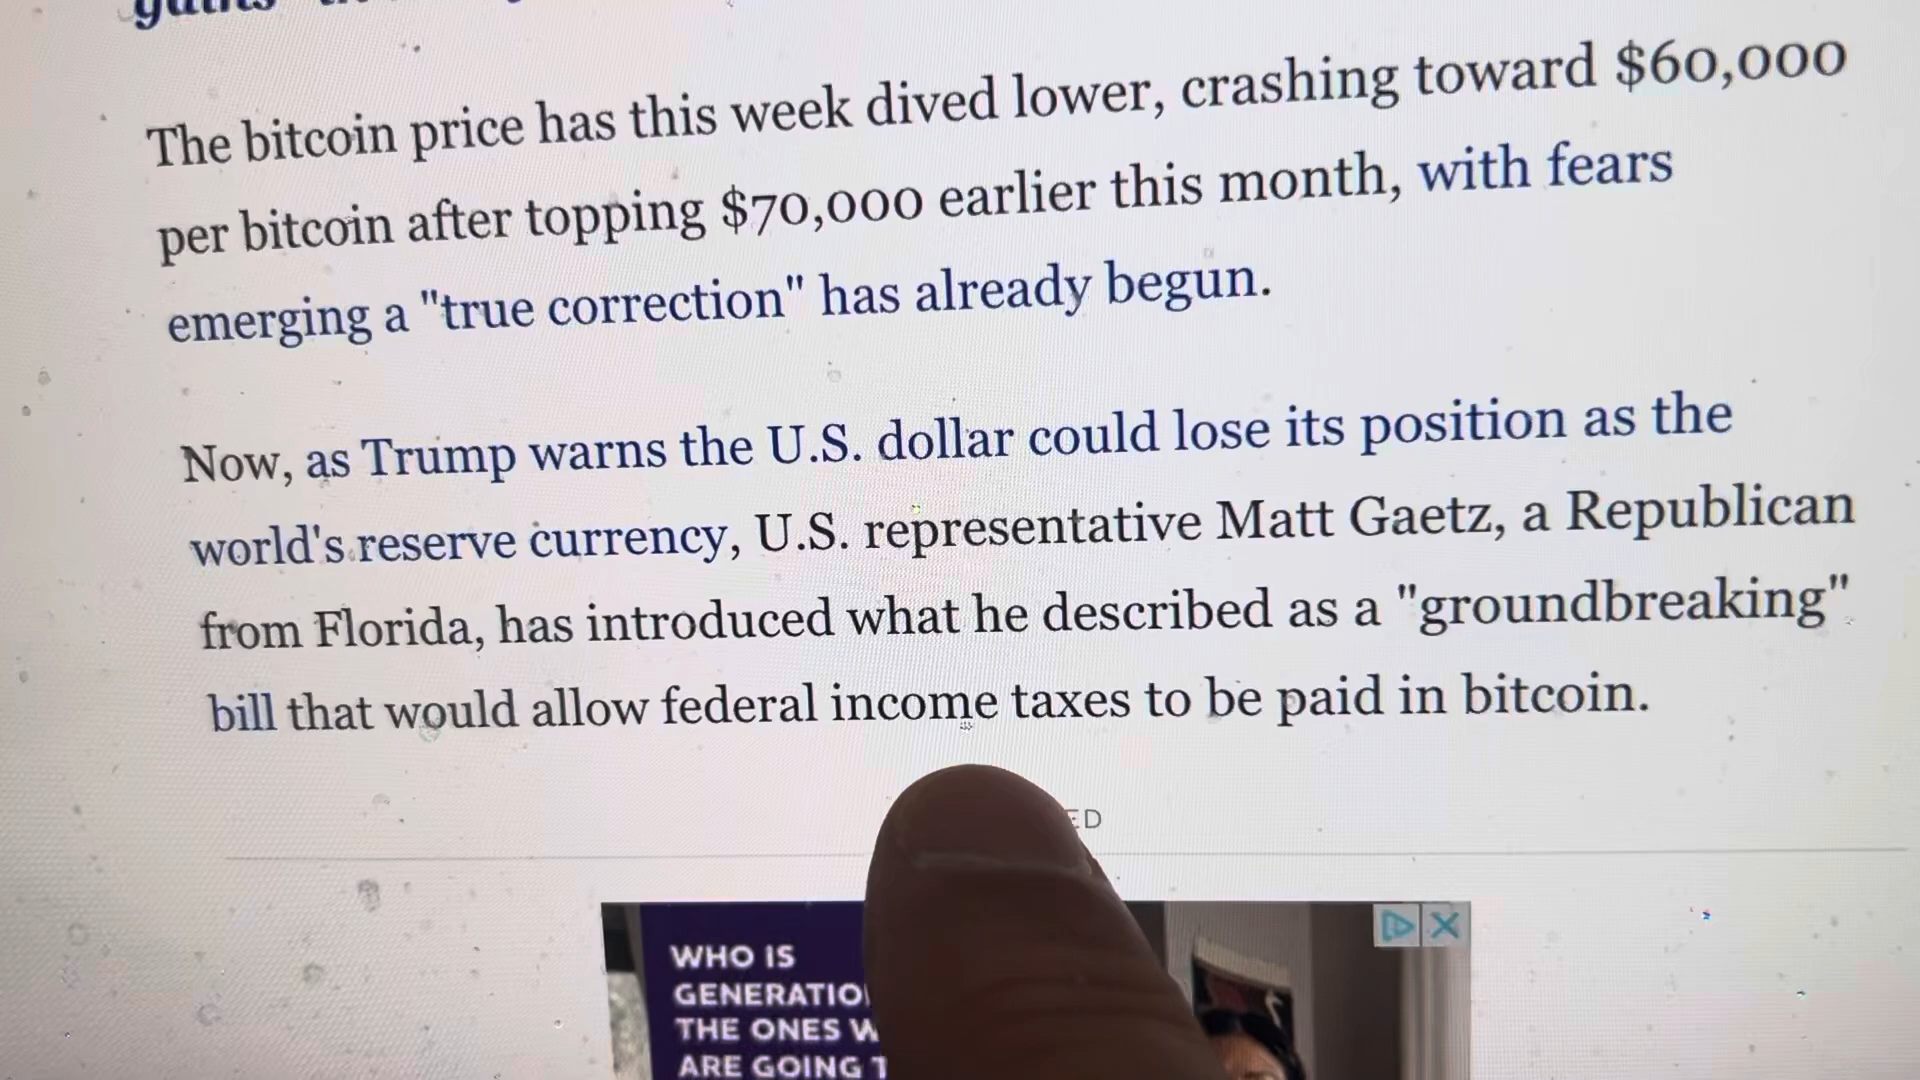 The bitcoin price has this week dived lower, crashing toward $60,000
per bitcoin after topping $70,000 earlier this month, with fears
emerging a "true correction" has already begun.
Now, as Trump warns the U.S. dollar could lose its position as the
world's reserve currency, U.S. representative Matt Gaetz, a Republican
from Florida, has introduced what he described as a "groundbreaking"
bill that would allow federal income taxes to be paid in bitcoin.
WHO IS
THE ONES
ARE GOING